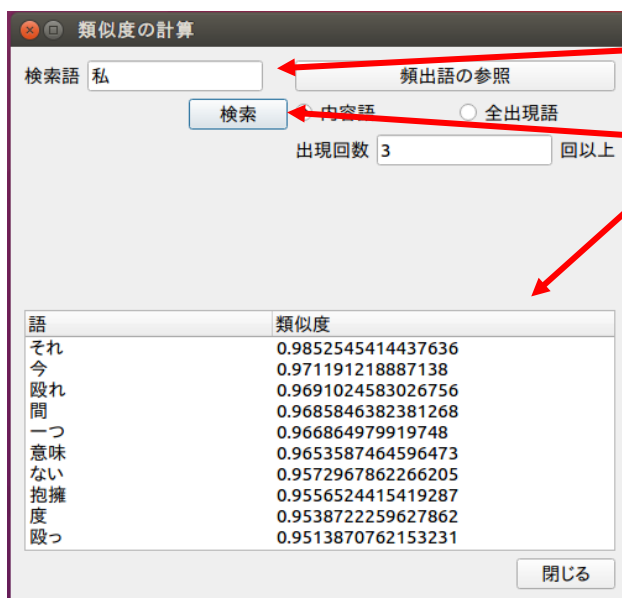 類似度の計算
検索語 私 頻出語の参照
検索 内容語 全出現語
出現回数 3 回以上
語 類似度
それ 0.9852545414437636
今 0.971191218887138
殴れ 0.9691024583026756
間 0.9685846382381268
一つ 0.966864979919748
意味 0.9653587464596473
ない 0.9572967862266205
抱擁 0.9556524415419287
度 0.9538722259627862
殴っ 0.9513870762153231
閉じる